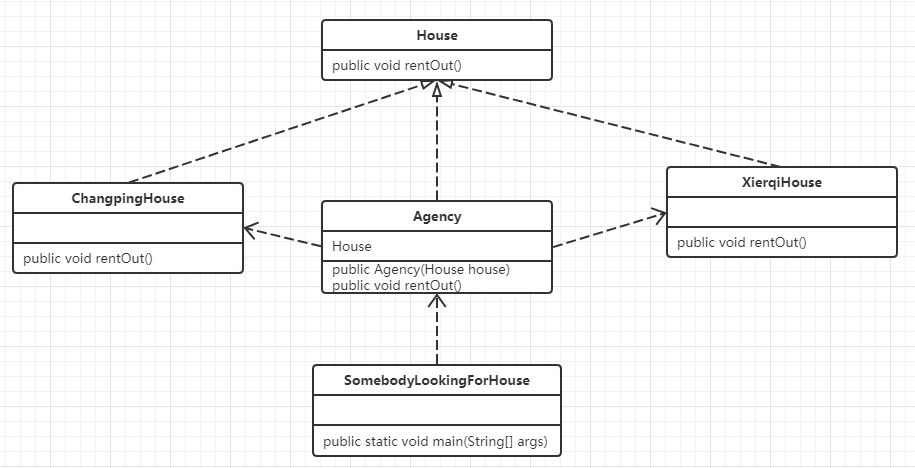 House
public void rentOut()
ChangpingHouse
public void rentOut()
Agency
House
public Agency(House house)
public void rentOut()
XierqiHouse
public void rentOut()
SomebodyLookingForHouse
public static void main(String[] args)